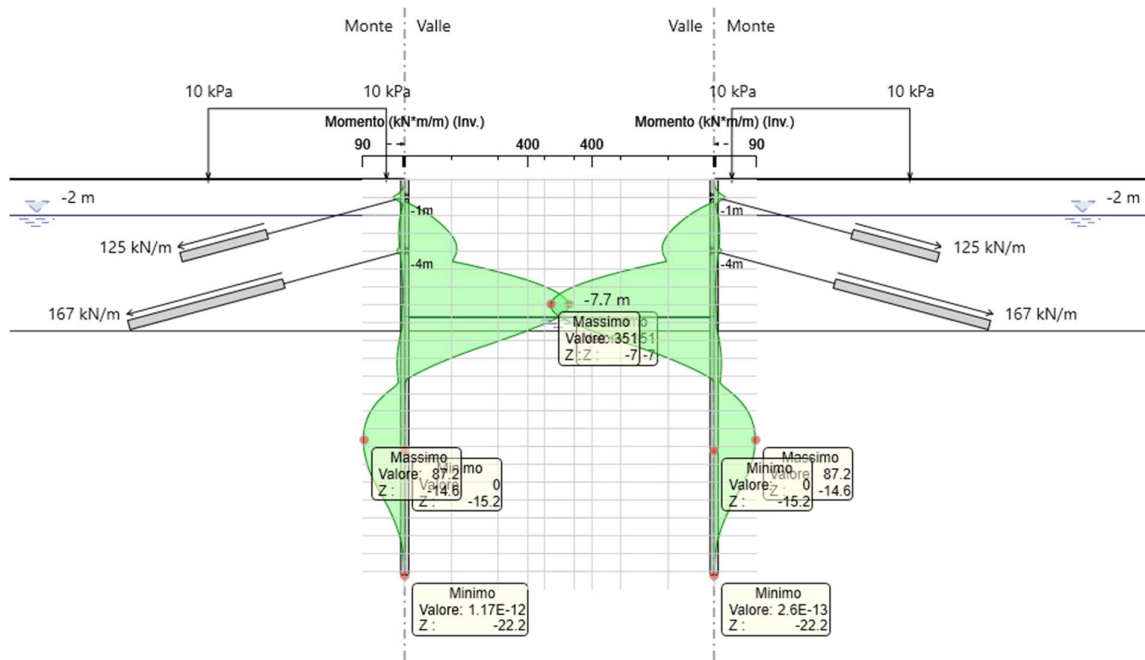 Monte Valle Valle Monte
10 kPa 10 kPa 10 kPa 10 kPa
Momento (kN*m/m) (Inv.) Momento (kN*m/m) (Inv.)
90 400 400 90
-2 m -1m -1m -2 m
125 kN/m 125 kN/m
-4m -4m
167 kN/m -7.7 m 167 kN/m
Massimo
Valore: 351 51
Z : Z : -7 -7
Massimo
Valore: 87.2
Z : -14.6
Minimo
Valore: 0
Z : -15.2
Minimo
Valore: 0
Z : -15.2
Massimo
Valore: 87.2
Z : -14.6
Minimo
Valore: 1.17E-12
Z : -22.2
Minimo
Valore: 2.6E-13
Z : -22.2